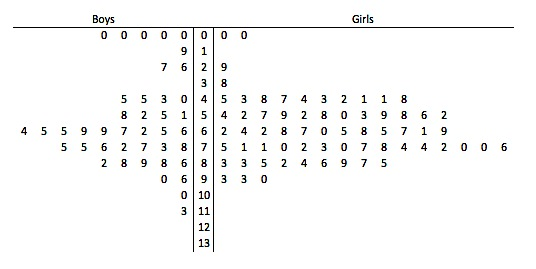 Boys Girls
0 0 0 0 0 0 0 0
9 1
7 6 2 9
3 8
5 5 3 0 4 5 3 8 7 4 3 2 1 1 8
8 2 5 1 5 4 2 7 9 2 8 0 3 9 8 6 2
4 5 5 9 9 7 2 5 6 6 2 4 2 8 7 0 5 8 5 7 1 9
5 5 6 2 7 3 8 7 5 1 1 0 2 3 0 7 8 4 4 2 0 0 6
2 8 9 8 6 8 3 3 5 2 4 6 9 7 5
0 6 9 3 3 0
0 10
3 11
12
13